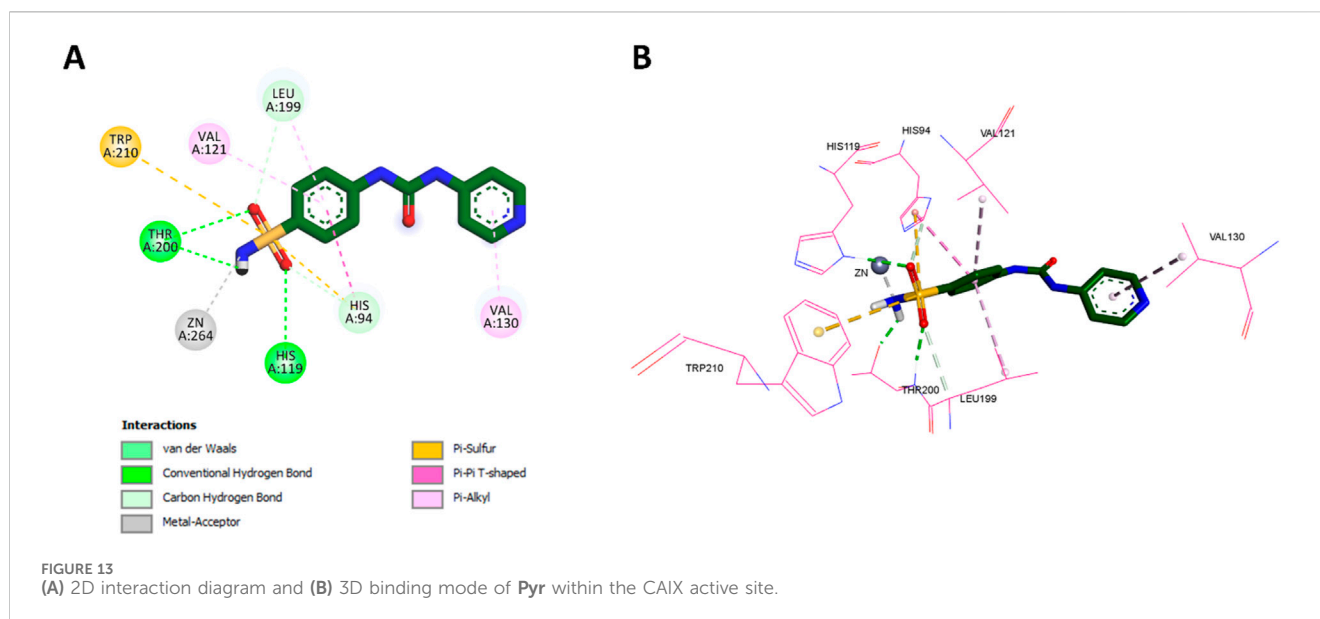 A
LEU
A:199
TRP
A:210
VAL
A:121
THR
A:200
ZN
A:264
HIS
A:94
HIS
A:119
VAL
A:130
Interactions
van der Waals
Conventional Hydrogen Bond
Carbon Hydrogen Bond
Metal-Acceptor
Pi-Sulfur
Pi-Pi T-shaped
Pi-Alkyl
B
HIS119
HIS94
VAL121
VAL130
ZN
TRP210
THR200
LEU199
FIGURE 13
(A) 2D interaction diagram and (B) 3D binding mode of Pyr within the CAIX active site.